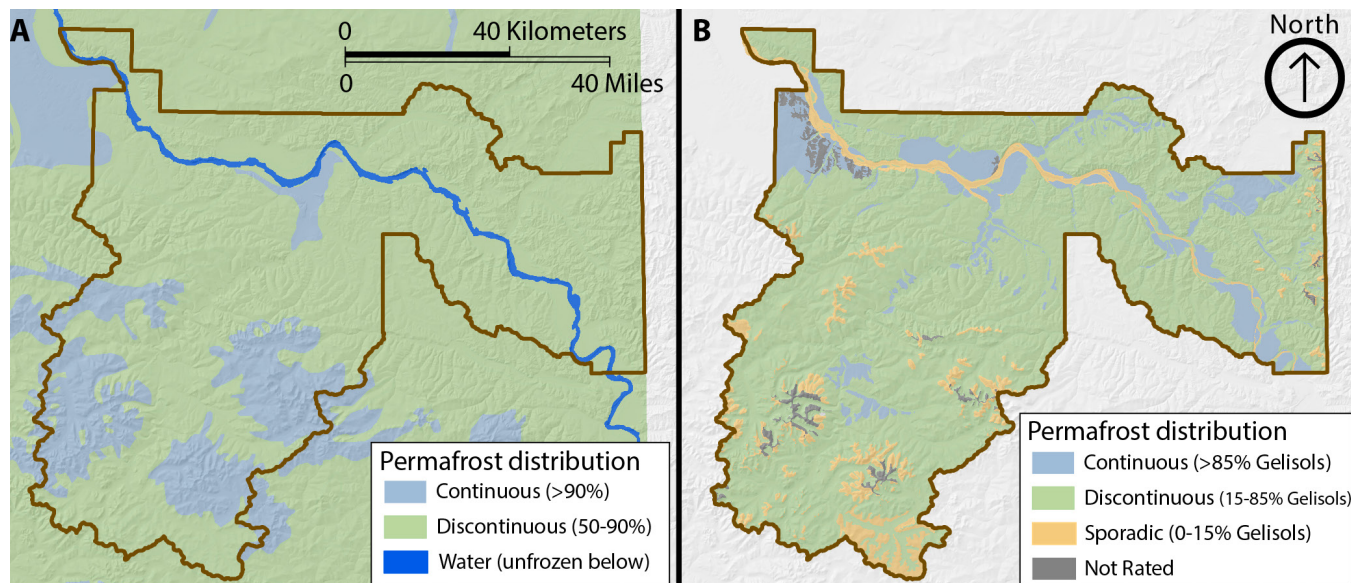 A
0 40 Kilometers
0 40 Miles
Permafrost distribution
Continuous (>90%)
Discontinuous (50-90%)
Water (unfrozen below)
B
North
Permafrost distribution
Continuous (>85% Gelisols)
Discontinuous (15-85% Gelisols)
Sporadic (0-15% Gelisols)
Not Rated